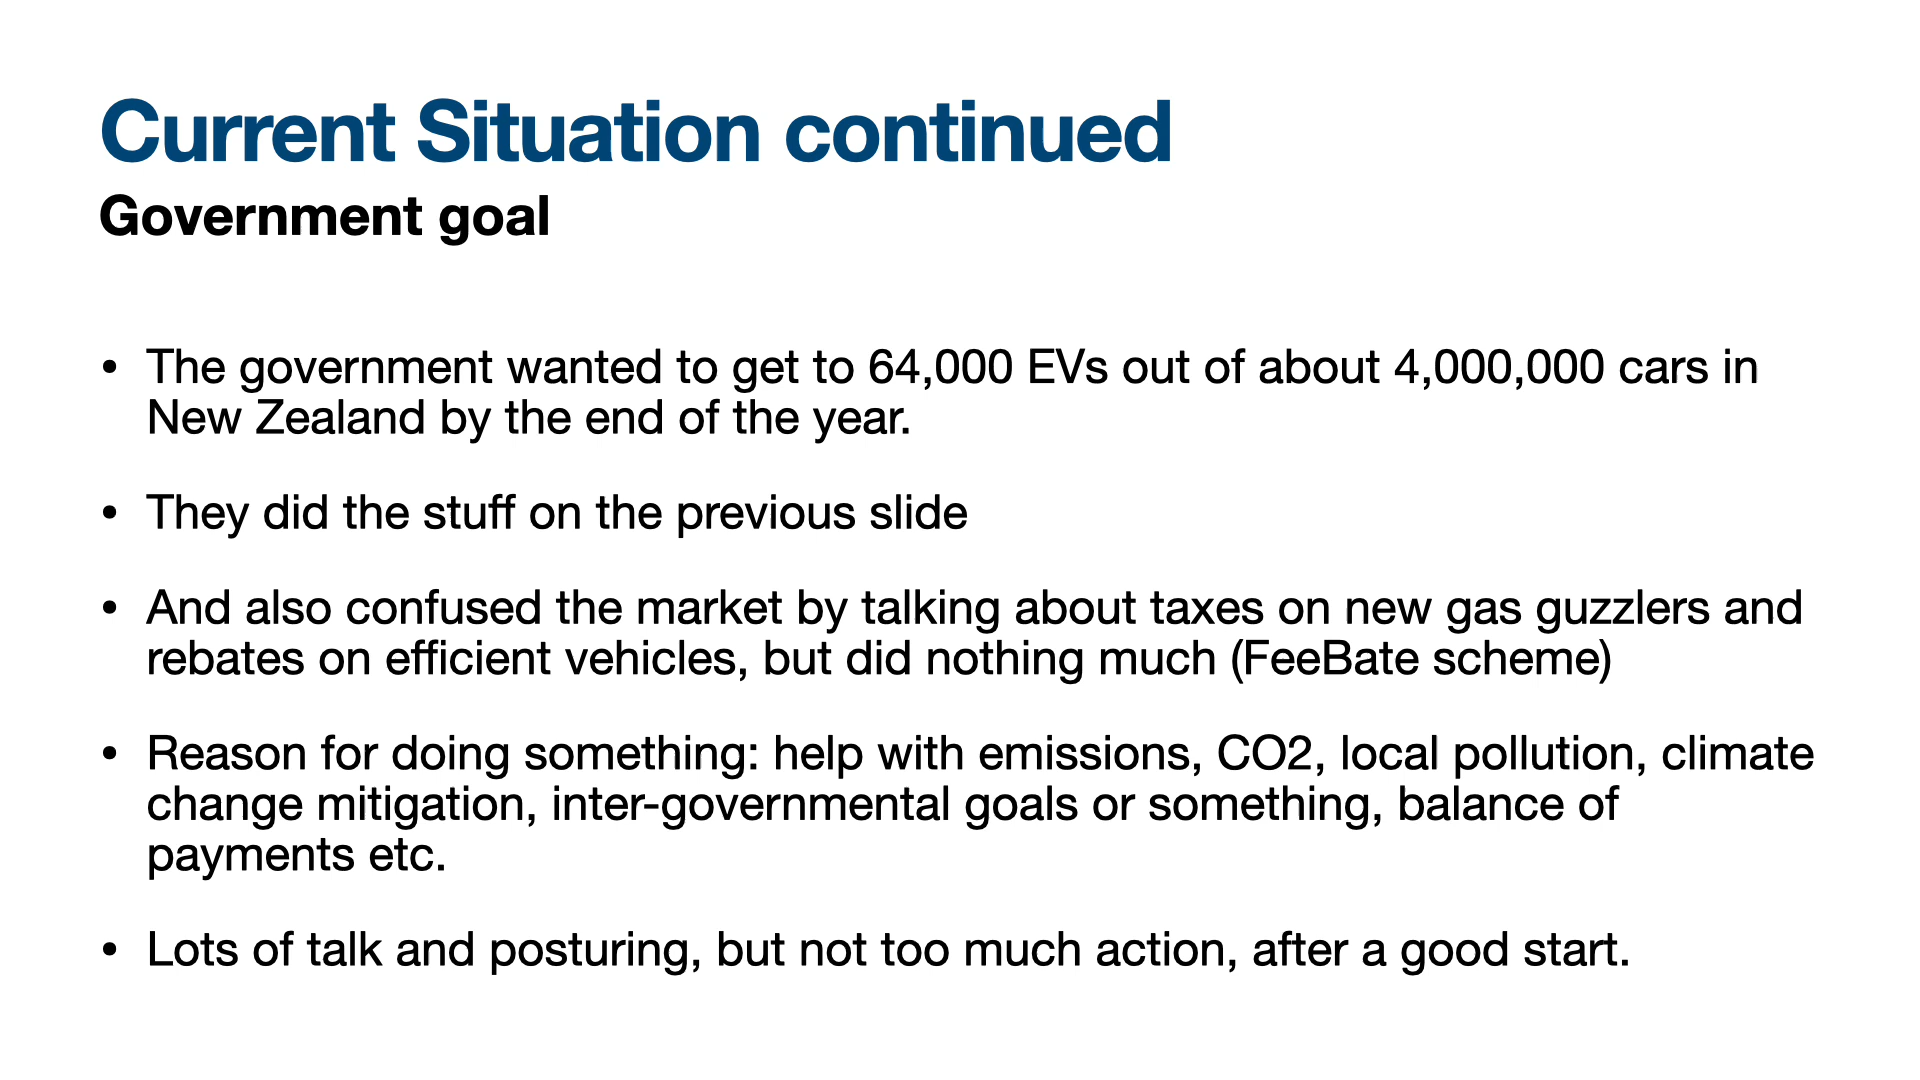 Current Situation continued
Government goal
• The government wanted to get to 64,000 EVs out of about 4,000,000 cars in
New Zealand by the end of the year.
• They did the stuff on the previous slide
• And also confused the market by talking about taxes on new gas guzzlers and
rebates on efficient vehicles, but did nothing much (FeeBate scheme)
• Reason for doing something: help with emissions, CO2, local pollution, climate
change mitigation, inter-governmental goals or something, balance of
payments etc.
• Lots of talk and posturing, but not too much action, after a good start.